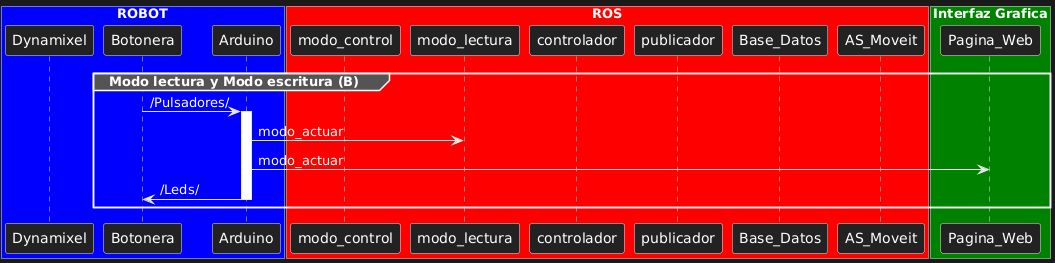 ROBOT ROS Interfaz Grafica
Dynamixel Botonera Arduino modo_control modo_lectura controlador publicador Base_Datos AS_Moveit Pagina_Web
Modo lectura y Modo escritura (B)
/Pulsadores/
modo_actuar
modo_actuar
/Leds/
Dynamixel Botonera Arduino modo_control modo_lectura controlador publicador Base_Datos AS_Moveit Pagina_Web